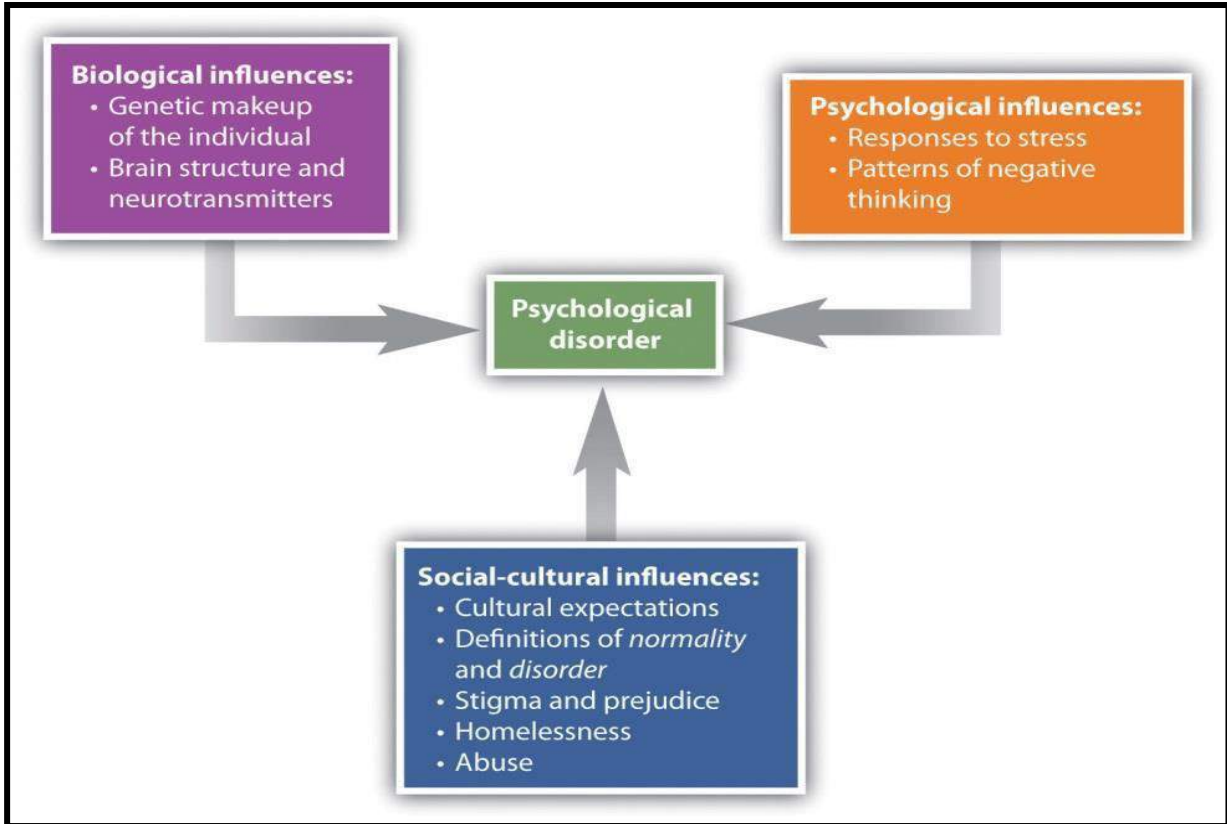 Biological influences:
• Genetic makeup
of the individual
• Brain structure and
neurotransmitters
Psychological influences:
• Responses to stress
• Patterns of negative
thinking
Psychological
disorder
Social-cultural influences:
• Cultural expectations
• Definitions of normality
and disorder
• Stigma and prejudice
• Homelessness
• Abuse